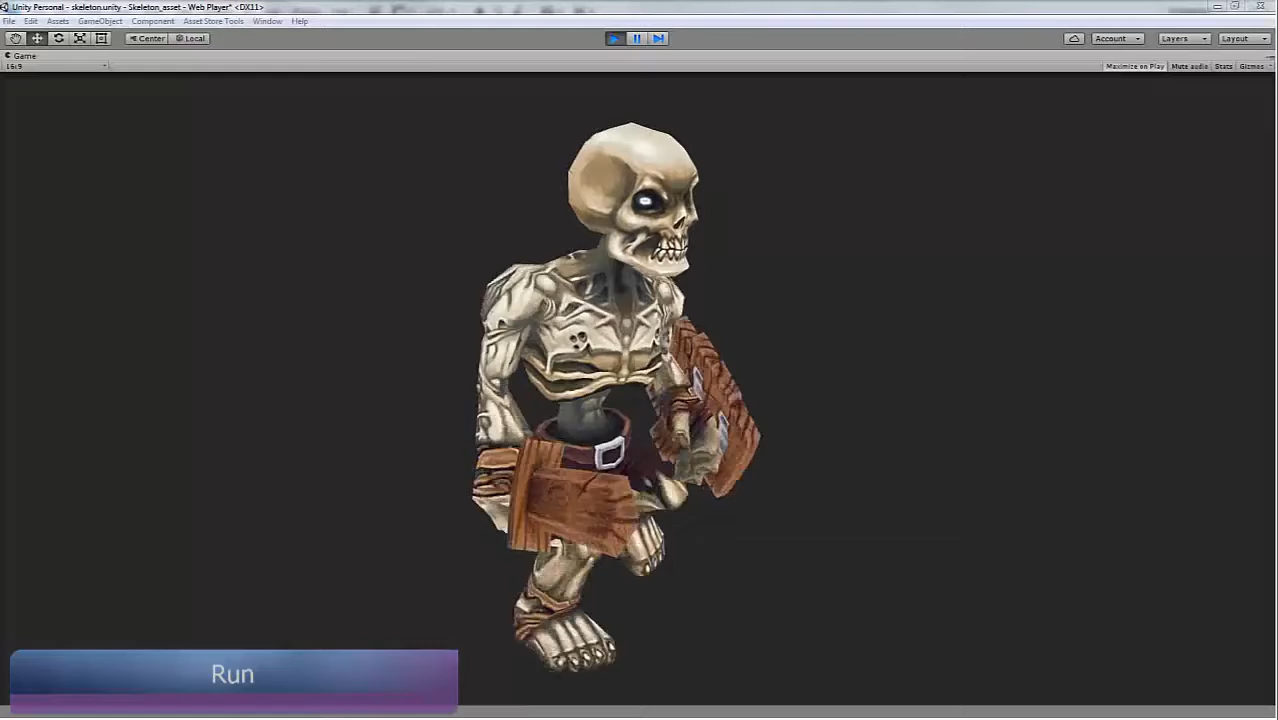 Unity Personal - skeleton.unity - Skeleton_asset - Web Player* <DX11>
File Edit Assets GameObject Component Asset Store Tools Window Help
Center Local Account Layers Layout
Game
16:9 Maximize on Play Mute audio Stats Gizmos
Run